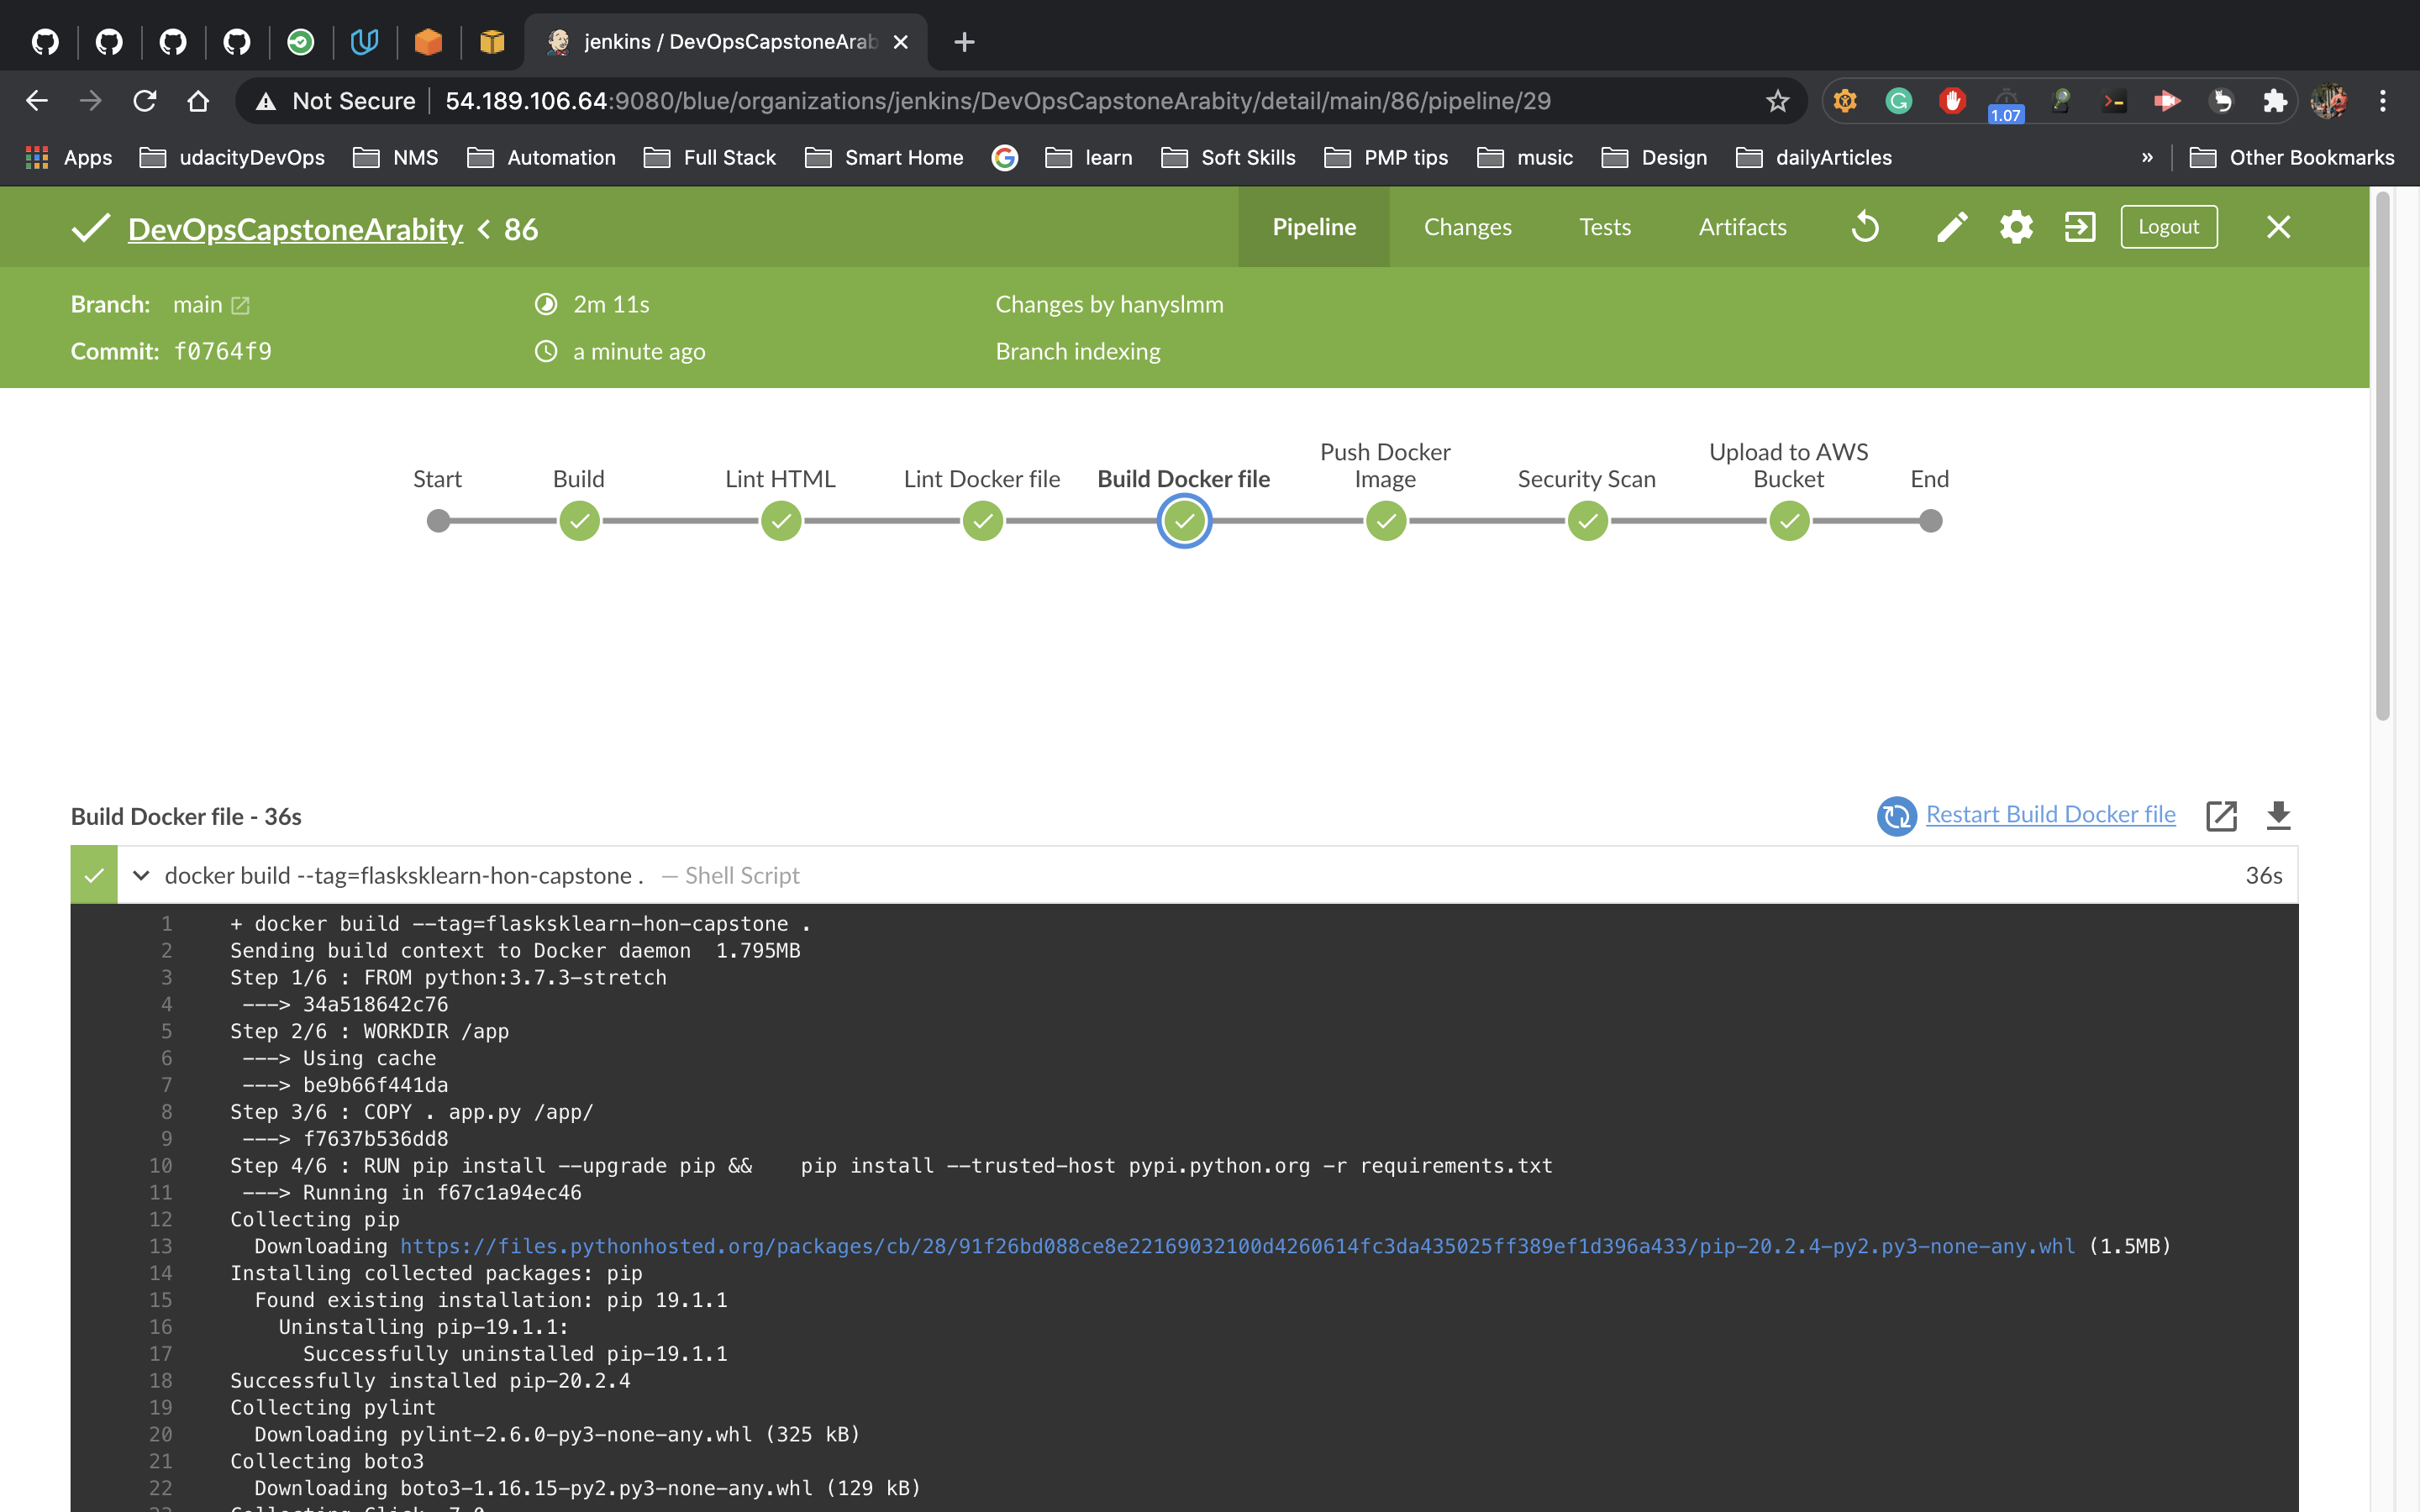 jenkins / DevOpsCapstoneArab
Not Secure 54.189.106.64:9080/blue/organizations/jenkins/DevOpsCapstoneArabity/detail/main/86/pipeline/29
1.07
Apps udacityDevOps NMS Automation Full Stack Smart Home learn Soft Skills PMP tips music Design dailyArticles » Other Bookmarks
DevOpsCapstoneArabity < 86 Pipeline Changes Tests Artifacts Logout
Branch: main 2m 11s Changes by hanyslmm
Commit: f0764f9 a minute ago Branch indexing
Start Build Lint HTML Lint Docker file Build Docker file Push Docker Image Security Scan Upload to AWS Bucket End
Build Docker file - 36s Restart Build Docker file
docker build --tag=flasksklearn-hon-capstone . — Shell Script 36s
1 + docker build --tag=flasksklearn-hon-capstone .
2 Sending build context to Docker daemon  1.795MB
3 Step 1/6 : FROM python:3.7.3-stretch
4  ---> 34a518642c76
5 Step 2/6 : WORKDIR /app
6  ---> Using cache
7  ---> be9b66f441da
8 Step 3/6 : COPY . app.py /app/
9  ---> f7637b536dd8
10 Step 4/6 : RUN pip install --upgrade pip &&    pip install --trusted-host pypi.python.org -r requirements.txt
11  ---> Running in f67c1a94ec46
12 Collecting pip
13   Downloading https://files.pythonhosted.org/packages/cb/28/91f26bd088ce8e22169032100d4260614fc3da435025ff389ef1d396a433/pip-20.2.4-py2.py3-none-any.whl (1.5MB)
14 Installing collected packages: pip
15   Found existing installation: pip 19.1.1
16     Uninstalling pip-19.1.1:
17       Successfully uninstalled pip-19.1.1
18 Successfully installed pip-20.2.4
19 Collecting pylint
20   Downloading pylint-2.6.0-py3-none-any.whl (325 kB)
21 Collecting boto3
22   Downloading boto3-1.16.15-py2.py3-none-any.whl (129 kB)